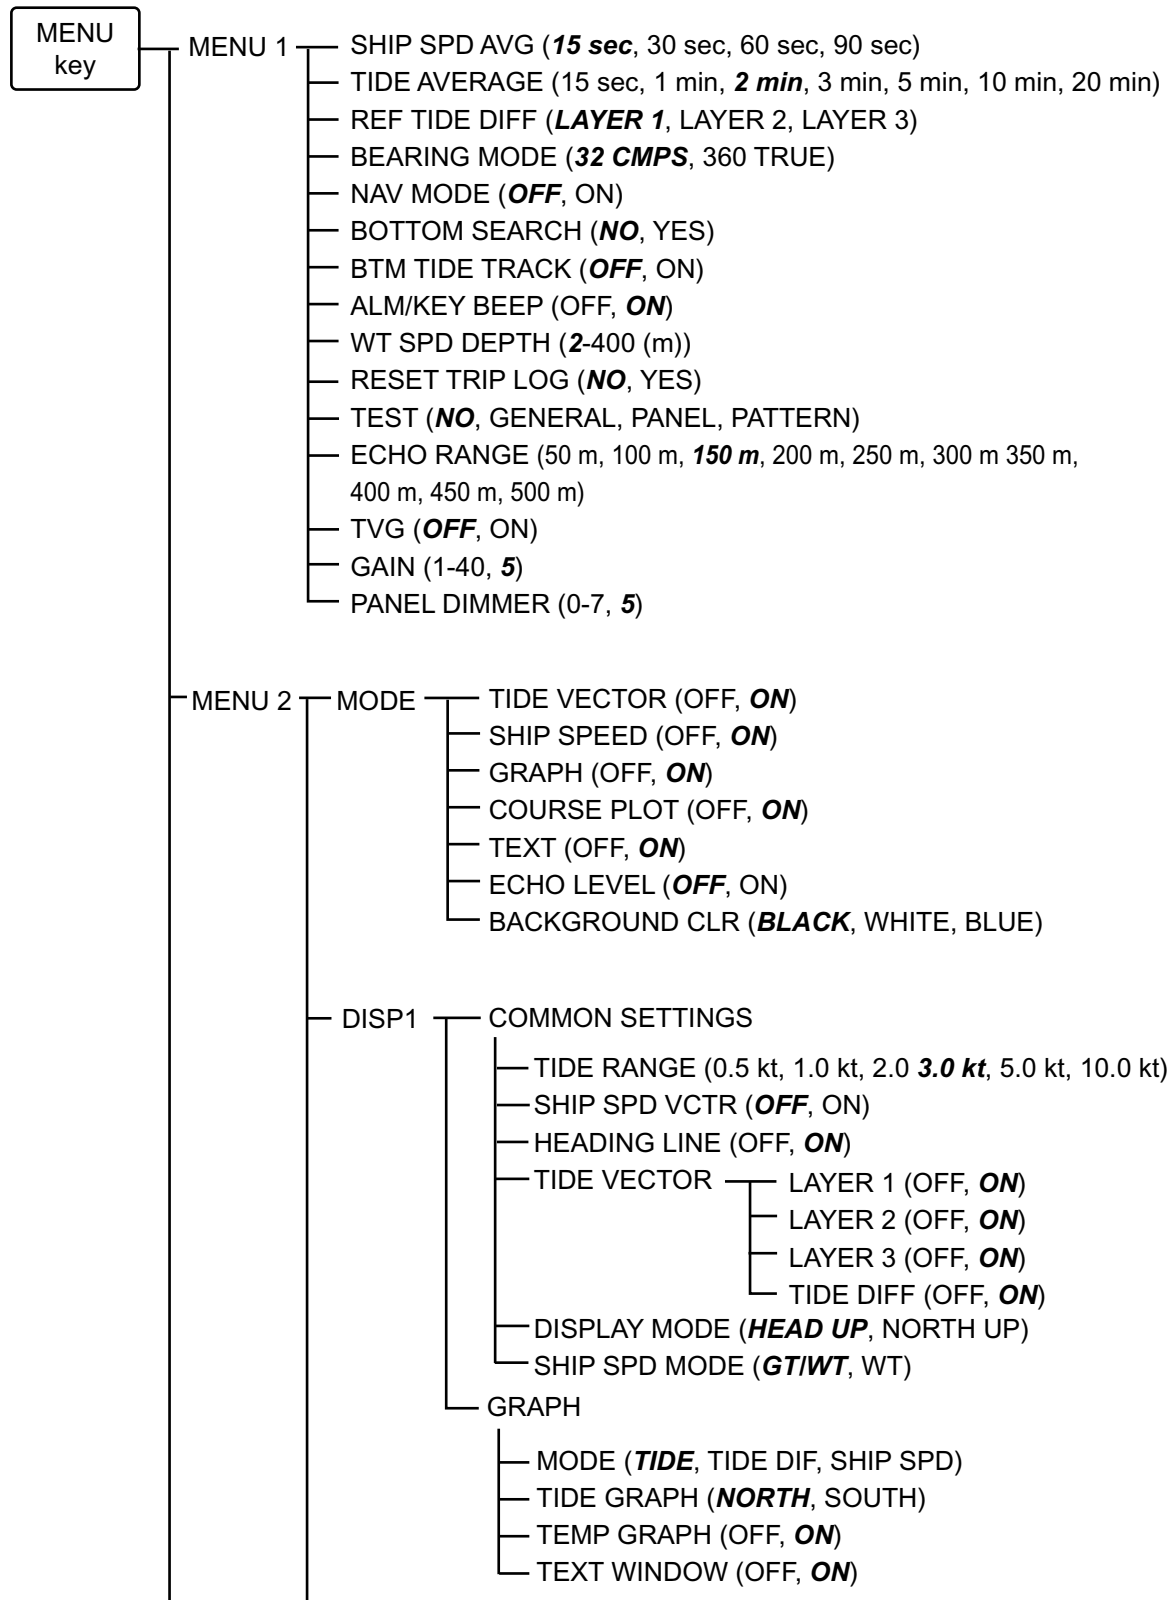 MENU
key
MENU 1
SHIP SPD AVG (15 sec, 30 sec, 60 sec, 90 sec)
TIDE AVERAGE (15 sec, 1 min, 2 min, 3 min, 5 min, 10 min, 20 min)
REF TIDE DIFF (LAYER 1, LAYER 2, LAYER 3)
BEARING MODE (32 CMPS, 360 TRUE)
NAV MODE (OFF, ON)
BOTTOM SEARCH (NO, YES)
BTM TIDE TRACK (OFF, ON)
ALM/KEY BEEP (OFF, ON)
WT SPD DEPTH (2-400 (m))
RESET TRIP LOG (NO, YES)
TEST (NO, GENERAL, PANEL, PATTERN)
ECHO RANGE (50 m, 100 m, 150 m, 200 m, 250 m, 300 m 350 m,
400 m, 450 m, 500 m)
TVG (OFF, ON)
GAIN (1-40, 5)
PANEL DIMMER (0-7, 5)
MENU 2
MODE
TIDE VECTOR (OFF, ON)
SHIP SPEED (OFF, ON)
GRAPH (OFF, ON)
COURSE PLOT (OFF, ON)
TEXT (OFF, ON)
ECHO LEVEL (OFF, ON)
BACKGROUND CLR (BLACK, WHITE, BLUE)
DISP1
COMMON SETTINGS
TIDE RANGE (0.5 kt, 1.0 kt, 2.0 3.0 kt, 5.0 kt, 10.0 kt)
SHIP SPD VCTR (OFF, ON)
HEADING LINE (OFF, ON)
TIDE VECTOR
LAYER 1 (OFF, ON)
LAYER 2 (OFF, ON)
LAYER 3 (OFF, ON)
TIDE DIFF (OFF, ON)
DISPLAY MODE (HEAD UP, NORTH UP)
SHIP SPD MODE (GT/WT, WT)
GRAPH
MODE (TIDE, TIDE DIF, SHIP SPD)
TIDE GRAPH (NORTH, SOUTH)
TEMP GRAPH (OFF, ON)
TEXT WINDOW (OFF, ON)